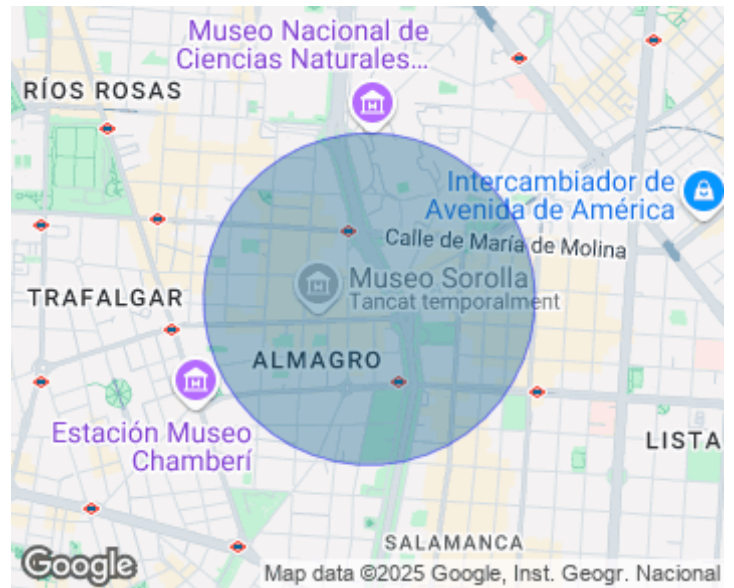 Museo Nacional de
Ciencias Naturales...
RÍOS ROSAS
Intercambiador de
Avenida de América
Calle de María de Molina
Museo Sorolla
Tancat temporalment
TRAFALGAR
ALMAGRO
Estación Museo
Chamberí
LISTA
SALAMANCA
Google
Map data ©2025 Google, Inst. Geogr. Nacional